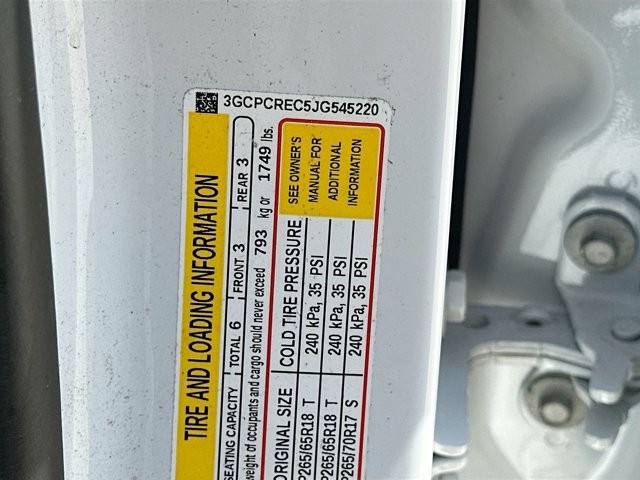 3GCPCREC5JG545220
TIRE AND LOADING INFORMATION
SEATING CAPACITY TOTAL 6 FRONT 3 REAR 3
weight of occupants and cargo should never exceed 793 kg or 1749 lbs.
ORIGINAL SIZE COLD TIRE PRESSURE
P265/65R18 T 240 kPa, 35 PSI
P265/65R18 T 240 kPa, 35 PSI
P265/70R17 S 240 kPa, 35 PSI
SEE OWNER'S
MANUAL FOR
ADDITIONAL
INFORMATION